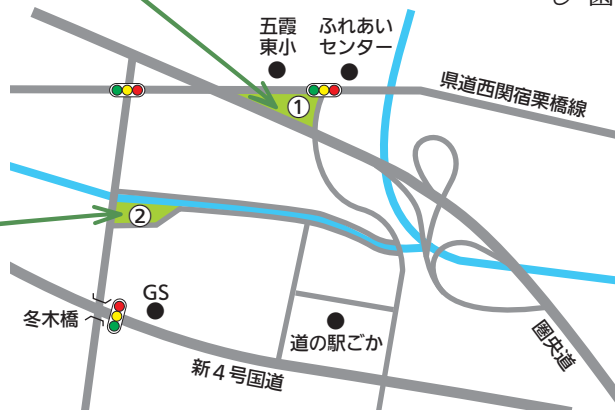 五霞
東小
ふれあい
センター
県道西関宿栗橋線
①
②
GS
冬木橋
道の駅ごか
新４号国道
圏央道